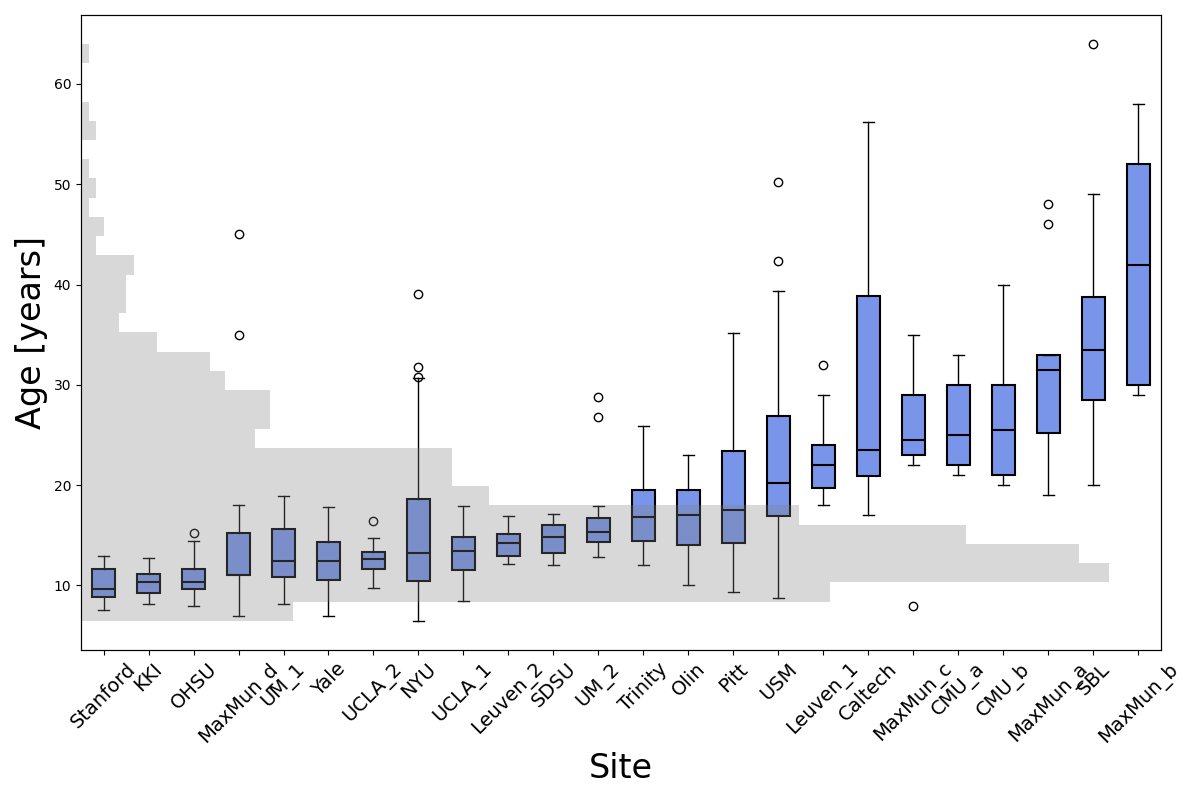 Age [years]
60
50
40
30
20
10
Stanford
KKI
OHSU
MaxMun_d
UM_1
Yale
UCLA_2
NYU
UCLA_1
Leuven_2
SDSU
UM_2
Trinity
Olin
Pitt
USM
Leuven_1
Caltech
MaxMun_c
CMU_a
CMU_b
MaxMun_a
SBL
MaxMun_b
Site